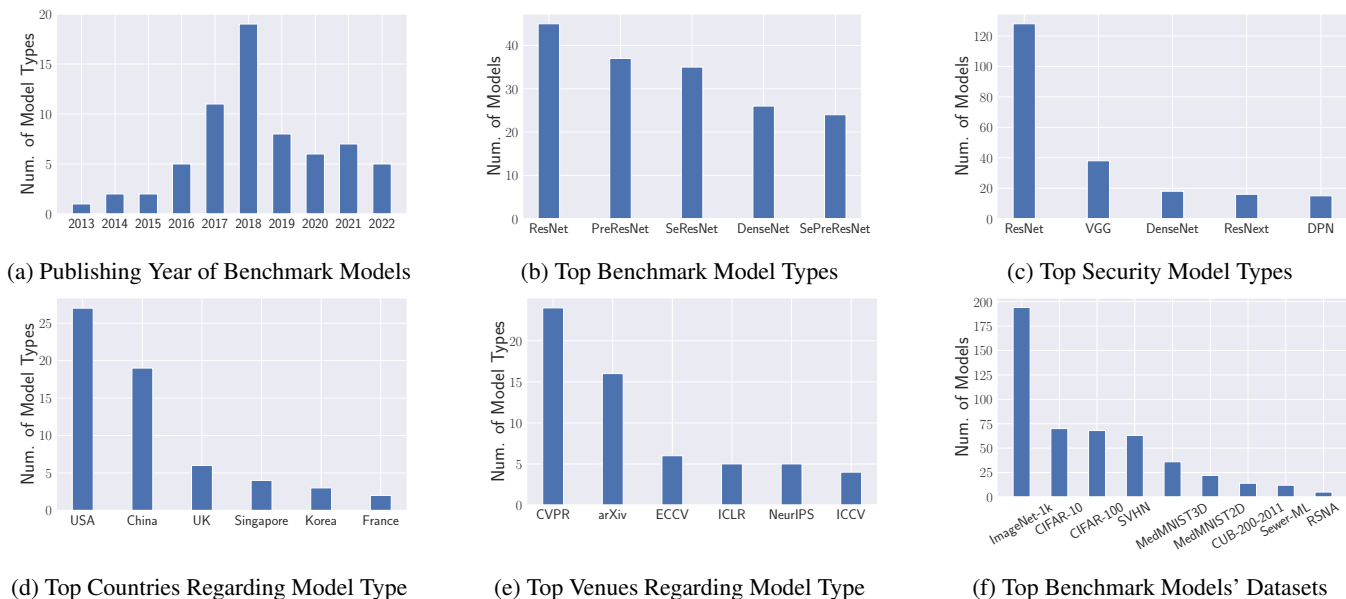 Num. of Model Types
20
15
10
5
0
2013 2014 2015 2016 2017 2018 2019 2020 2021 2022
(a) Publishing Year of Benchmark Models
Num. of Models
40
30
20
10
0
ResNet PreResNet SeResNet DenseNet SePreResNet
(b) Top Benchmark Model Types
Num. of Models
120
100
80
60
40
20
0
ResNet VGG DenseNet ResNext DPN
(c) Top Security Model Types
Num. of Model Types
25
20
15
10
5
0
USA China UK Singapore Korea France
(d) Top Countries Regarding Model Type
Num. of Model Types
20
15
10
5
0
CVPR arXiv ECCV ICLR NeurIPS ICCV
(e) Top Venues Regarding Model Type
Num. of Models
200
175
150
125
100
75
50
25
0
ImageNet-1k CIFAR-10 CIFAR-100 SVHN MedMNIST3D MedMNIST2D CUB-200-2011 Sewer-ML RSNA
(f) Top Benchmark Models' Datasets